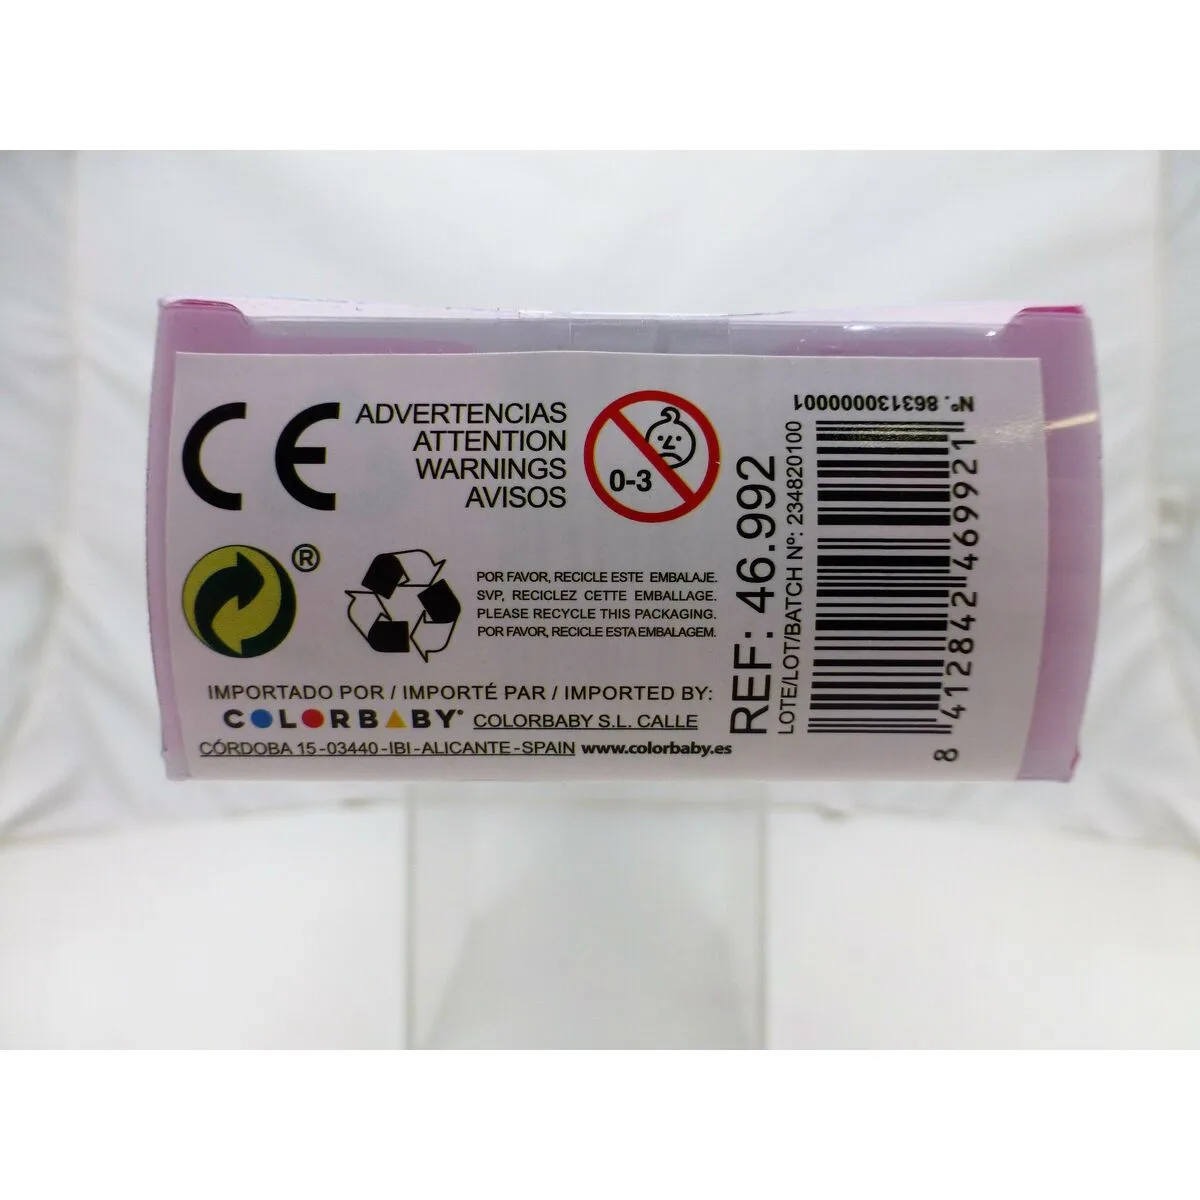 CE
ADVERTENCIAS
ATTENTION
WARNINGS
AVISOS
0-3
®
POR FAVOR, RECICLE ESTE EMBALAJE.
SVP, RECICLEZ CETTE EMBALLAGE.
PLEASE RECYCLE THIS PACKAGING.
POR FAVOR, RECICLE ESTA EMBALAGEM.
IMPORTADO POR / IMPORTÉ PAR / IMPORTED BY:
COLORBABY® COLORBABY S.L. CALLE
CÓRDOBA 15 -03440 -IBI -ALICANTE -SPAIN www.colorbaby.es
REF: 46.992
LOTE/LOT/BATCH Nº: 234820100
Nº. 8631300000001
8 412842 469921